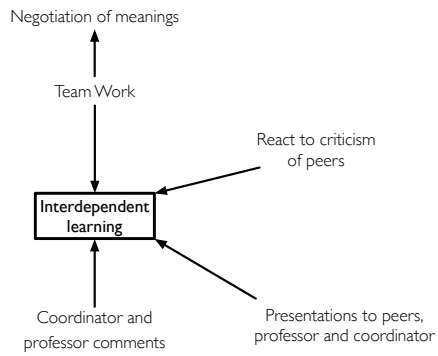 Negotiation of meanings
Team Work
React to criticism
of peers
Interdependent
learning
Coordinator and
professor comments
Presentations to peers,
professor and coordinator